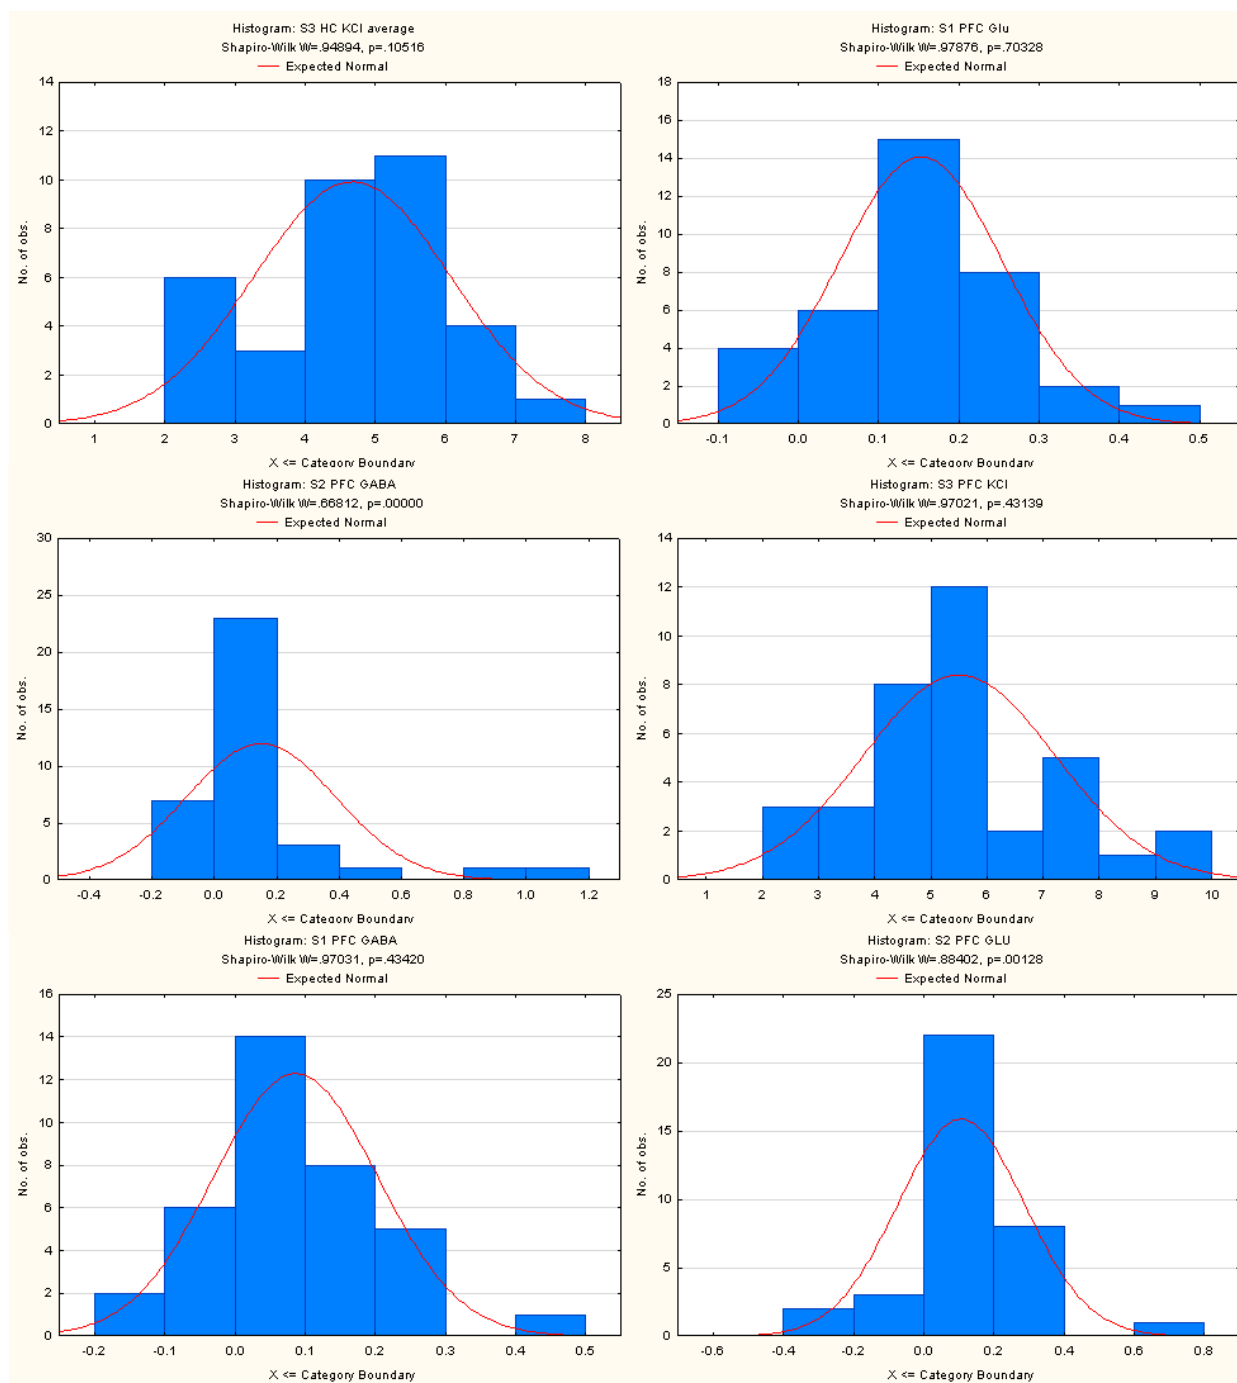 Histogram: S3 HC KCl average
Shapiro-Wilk W=.94894, p=.10516
Expected Normal
14
12
10
8
6
4
2
0
No. of obs.
1 2 3 4 5 6 7 8
X <= Category Boundary
Histogram: S1 PFC Glu
Shapiro-Wilk W=.97876, p=.70328
Expected Normal
18
16
14
12
10
8
6
4
2
0
No. of obs.
-0.1 0.0 0.1 0.2 0.3 0.4 0.5
X <= Category Boundary
Histogram: S2 PFC GABA
Shapiro-Wilk W=.66812, p=.00000
Expected Normal
30
25
20
15
10
5
0
No. of obs.
-0.4 -0.2 0.0 0.2 0.4 0.6 0.8 1.0 1.2
X <= Category Boundary
Histogram: S3 PFC KCl
Shapiro-Wilk W=.97021, p=.43139
Expected Normal
14
12
10
8
6
4
2
0
No. of obs.
1 2 3 4 5 6 7 8 9 10
X <= Category Boundary
Histogram: S1 PFC GABA
Shapiro-Wilk W=.97031, p=.43420
Expected Normal
16
14
12
10
8
6
4
2
0
No. of obs.
-0.2 -0.1 0.0 0.1 0.2 0.3 0.4 0.5
X <= Category Boundary
Histogram: S2 PFC GLU
Shapiro-Wilk W=.88402, p=.00128
Expected Normal
25
20
15
10
5
0
No. of obs.
-0.6 -0.4 -0.2 0.0 0.2 0.4 0.6 0.8
X <= Category Boundary